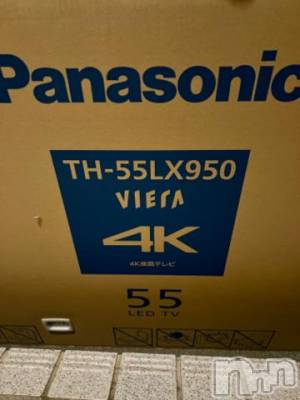 Panasonic
TH-55LX950
VIErA
4K
4K液晶テレビ
55
LED TV